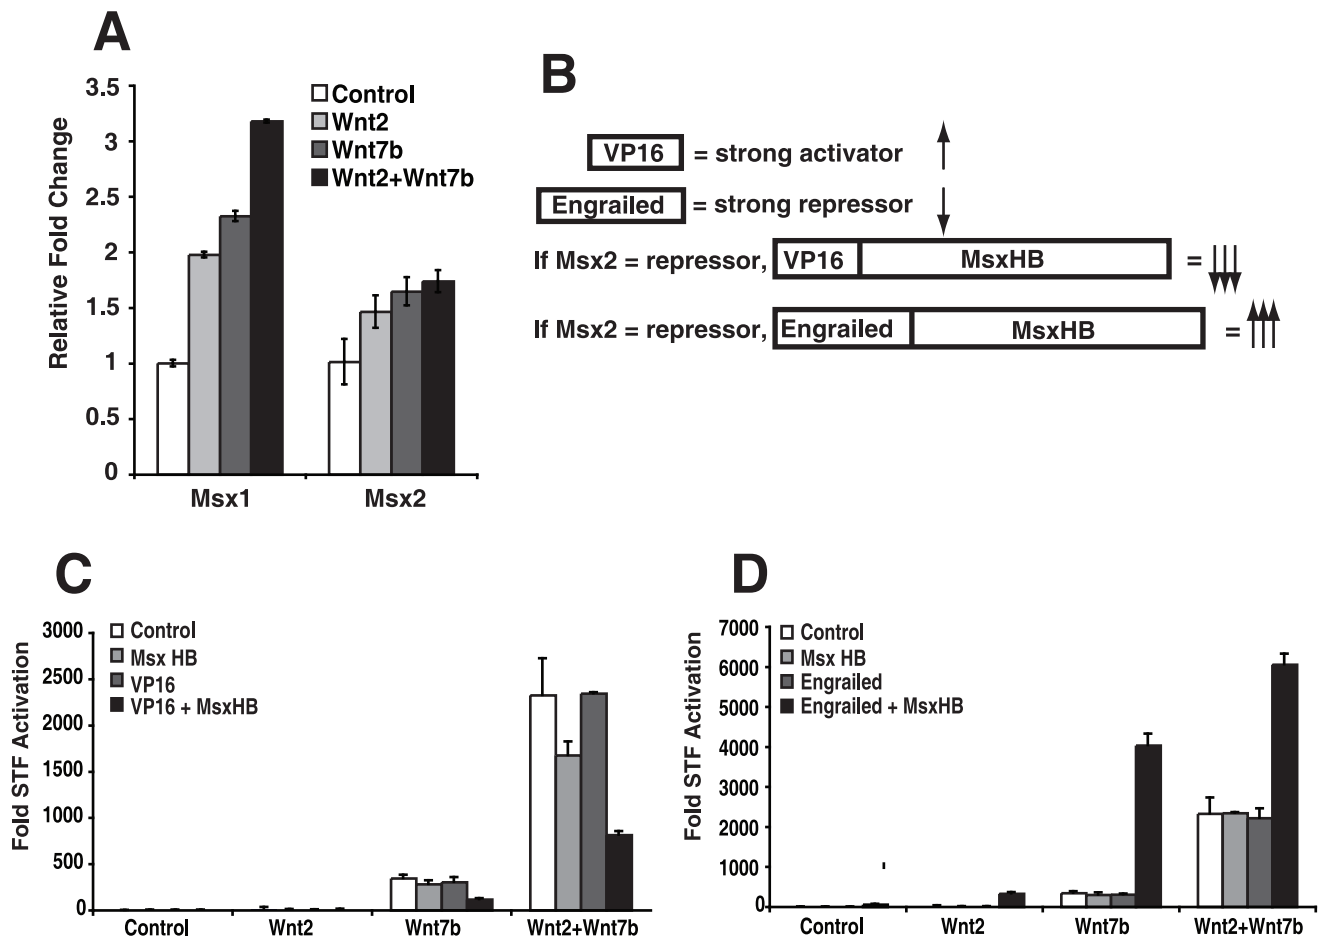 A
3.5
3
2.5
2
1.5
1
0.5
0
Relative Fold Change
Control
Wnt2
Wnt7b
Wnt2+Wnt7b
Msx1
Msx2
B
VP16 = strong activator
Engrailed = strong repressor
If Msx2 = repressor, VP16 MsxHB =
If Msx2 = repressor, Engrailed MsxHB =
C
3000
2500
2000
1500
1000
500
0
Fold STF Activation
Control
Msx HB
VP16
VP16 + MsxHB
Control
Wnt2
Wnt7b
Wnt2+Wnt7b
D
7000
6000
5000
4000
3000
2000
1000
0
Fold STF Activation
Control
Msx HB
Engrailed
Engrailed + MsxHB
Control
Wnt2
Wnt7b
Wnt2+Wnt7b